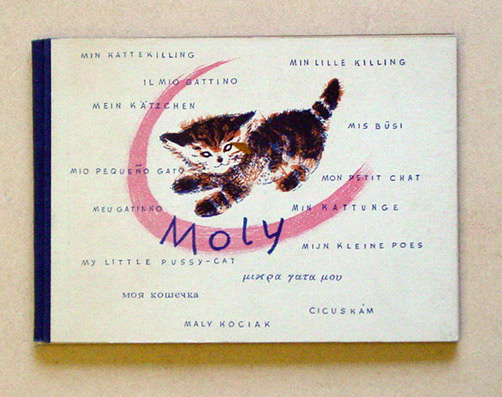 MIN KATTEKILLING
MIN LILLE KILLING
IL MIO GATTINO
MEIN KÄTZCHEN
MIS BÜSI
MIO PEQUEÑO GATO
MON PETIT CHAT
MEU GATINHO
MIN KATTUNGE
Moly
MIJN KLEINE POES
MY LITTLE PUSSY-CAT
μικρα γατα μου
моя кошечка
CICUSKÁM
MALY KOCIAK